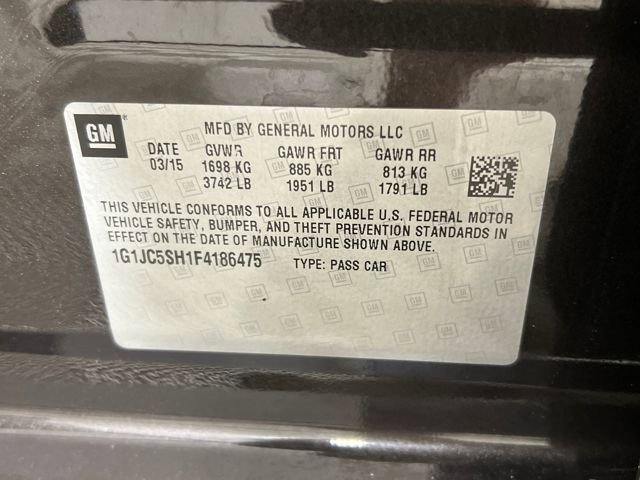 GM MFD BY GENERAL MOTORS LLC
DATE GVWR GAWR FRT GAWR RR
03/15 1698 KG 885 KG 813 KG
3742 LB 1951 LB 1791 LB
THIS VEHICLE CONFORMS TO ALL APPLICABLE U.S. FEDERAL MOTOR
VEHICLE SAFETY, BUMPER, AND THEFT PREVENTION STANDARDS IN
EFFECT ON THE DATE OF MANUFACTURE SHOWN ABOVE.
1G1JC5SH1F4186475 TYPE: PASS CAR